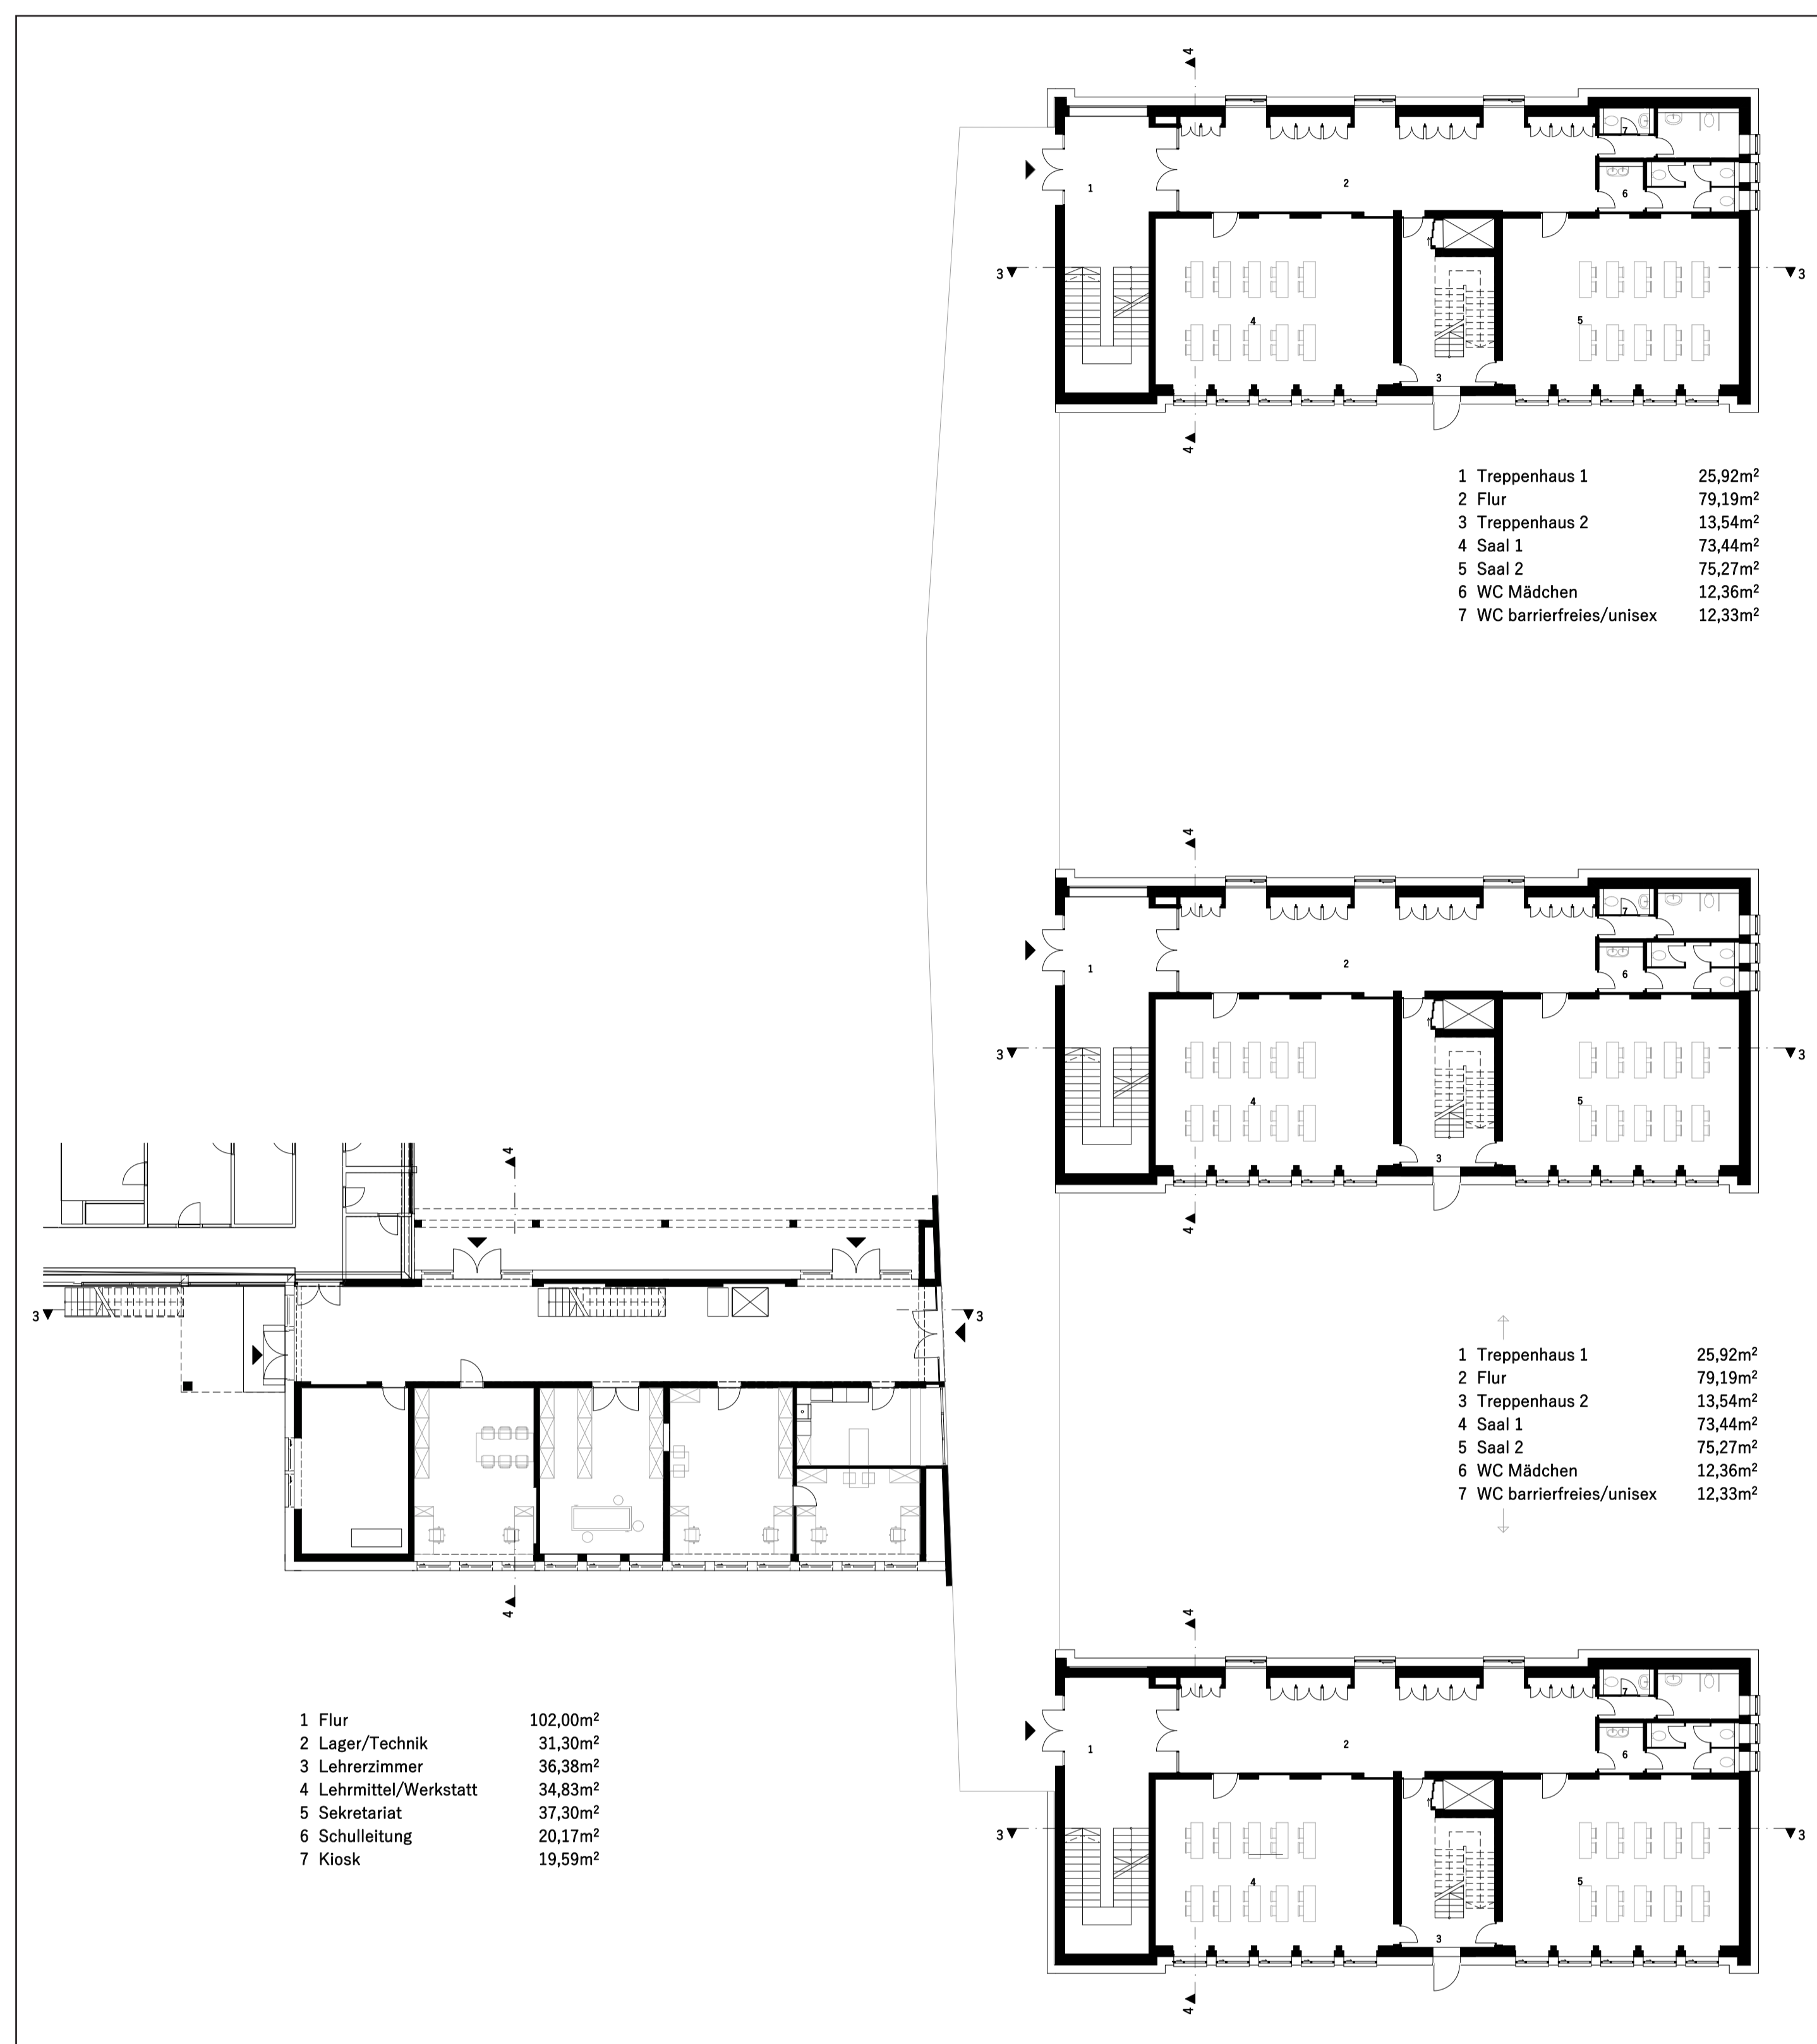 4
1
2
7
6
3
3
4
5
3
4
1 Treppenhaus 1 25,92m²
2 Flur 79,19m²
3 Treppenhaus 2 13,54m²
4 Saal 1 73,44m²
5 Saal 2 75,27m²
6 WC Mädchen 12,36m²
7 WC barrierfreies/unisex 12,33m²
4
1
2
7
6
3
3
4
5
3
4
4
3
3
4
1 Treppenhaus 1 25,92m²
2 Flur 79,19m²
3 Treppenhaus 2 13,54m²
4 Saal 1 73,44m²
5 Saal 2 75,27m²
6 WC Mädchen 12,36m²
7 WC barrierfreies/unisex 12,33m²
1 Flur 102,00m²
2 Lager/Technik 31,30m²
3 Lehrerzimmer 36,38m²
4 Lehrmittel/Werkstatt 34,83m²
5 Sekretariat 37,30m²
6 Schulleitung 20,17m²
7 Kiosk 19,59m²
4
1
2
7
6
3
3
4
5
3
4